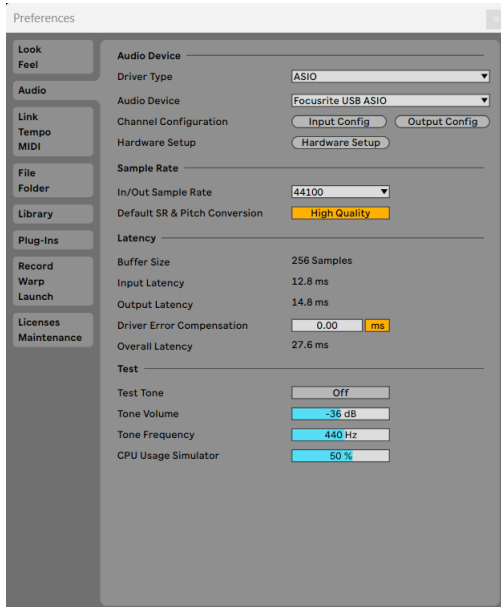 Preferences
Look
Feel
Audio
Link
Tempo
MIDI
File
Folder
Library
Plug-Ins
Record
Warp
Launch
Licenses
Maintenance
Audio Device
Driver Type ASIO
Audio Device Focusrite USB ASIO
Channel Configuration Input Config Output Config
Hardware Setup Hardware Setup
Sample Rate
In/Out Sample Rate 44100
Default SR & Pitch Conversion High Quality
Latency
Buffer Size 256 Samples
Input Latency 12.8 ms
Output Latency 14.8 ms
Driver Error Compensation 0.00 ms
Overall Latency 27.6 ms
Test
Test Tone Off
Tone Volume -36 dB
Tone Frequency 440 Hz
CPU Usage Simulator 50 %